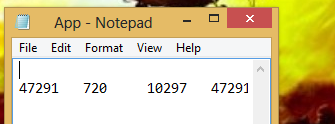 App - Notepad
File Edit Format View Help
47291 720 10297 47291